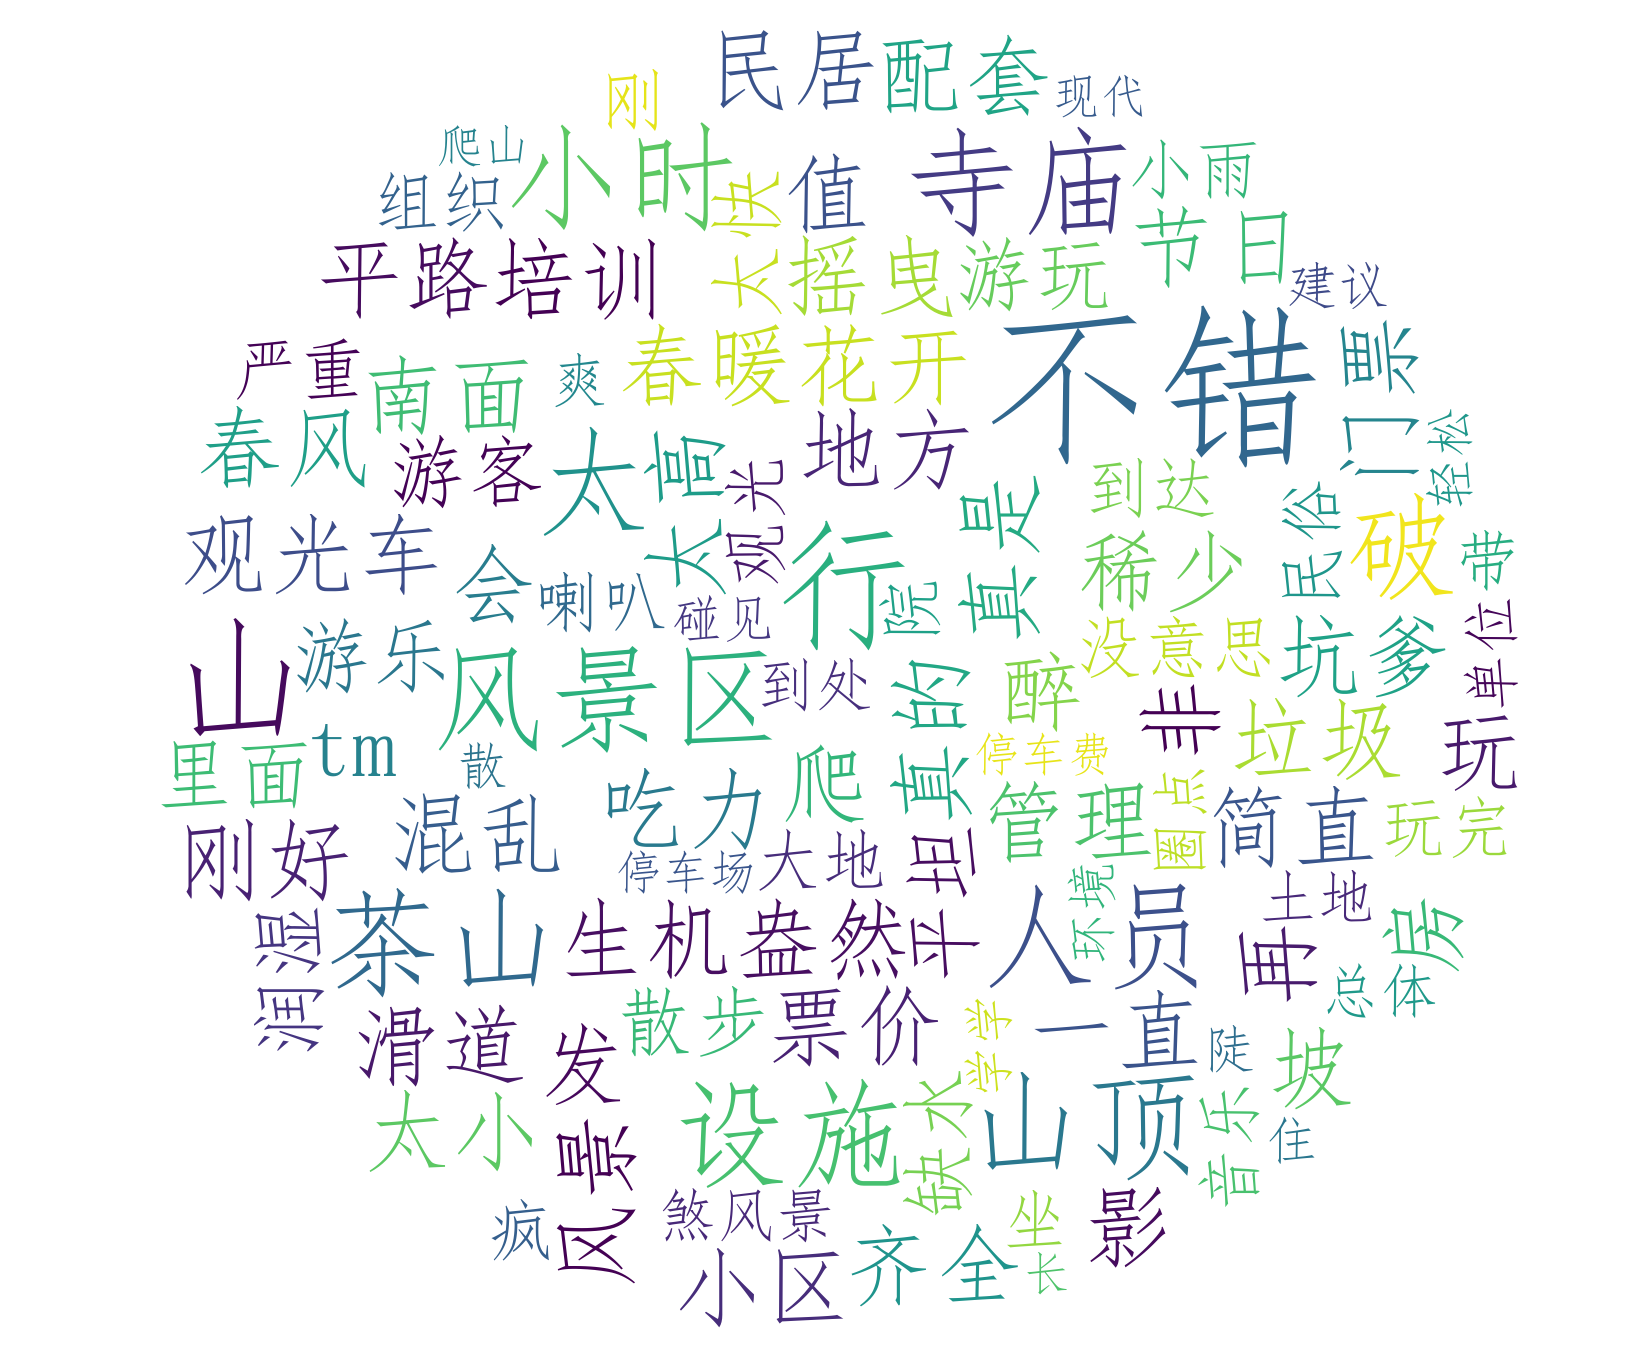 民居
配套
现代
刚
爬山
小时
太快
值
寺庙
小雨
组织
平路
培训
摇曳
游玩
节日
建议
严重
南面
爽
春暖花开
不错
门票
春风
游客
太
太高
观光
地方
真是
到达
民俗
破
轻松
观光车
会
喇叭
碰见
行
院
稀少
带
山
游乐
风景区
到处
真的
醉
没意思
非
坑爹
单位
里面
tm
散
吃力
爬
停车费
管理
圈点
垃圾
简直
玩
玩完
刚好
混乱
停车场
大地
平坦
环境
土地
润湿
茶山
生机盎然
人员
再
房
总体
滑道
发
散步
票价
学学
一直
陡
坡
太小
风景
设施
缺水
山顶
音乐
住
疯
煞风景
小区
齐全
坐
长
影